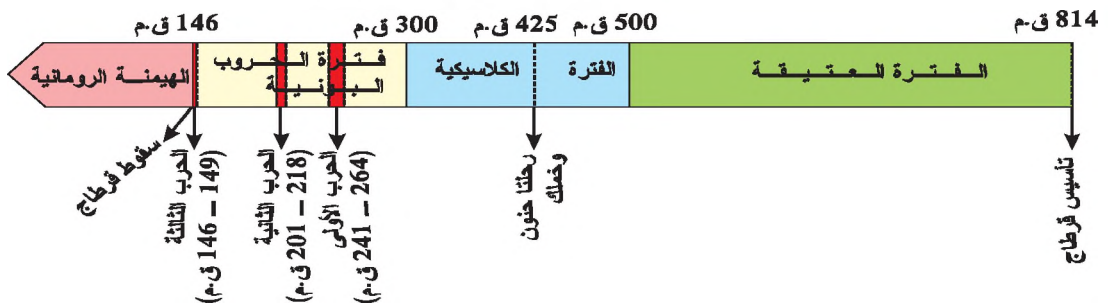 814 ق.م
500 ق.م
425 ق.م
300 ق.م
146 ق.م
الفترة العتيقة
الفترة
الكلاسيكية
فترة الحروب
البونية
الهيمنة الرومانية
تأسيس قرطاج
رحلتا حنون
وخملك
الحرب الأولى
(264 – 241 ق.م)
الحرب الثانية
(218 – 201 ق.م)
الحرب الثالثة
(149 – 146 ق.م)
سقوط قرطاج